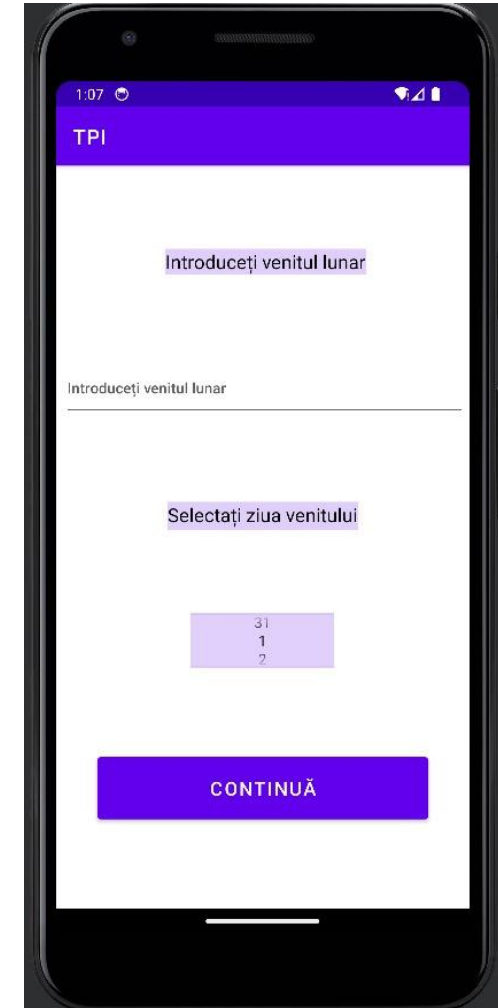 1:07
TPI
Introduceți venitul lunar
Introduceți venitul lunar
Selectați ziua venitului
31
1
2
CONTINUĂ